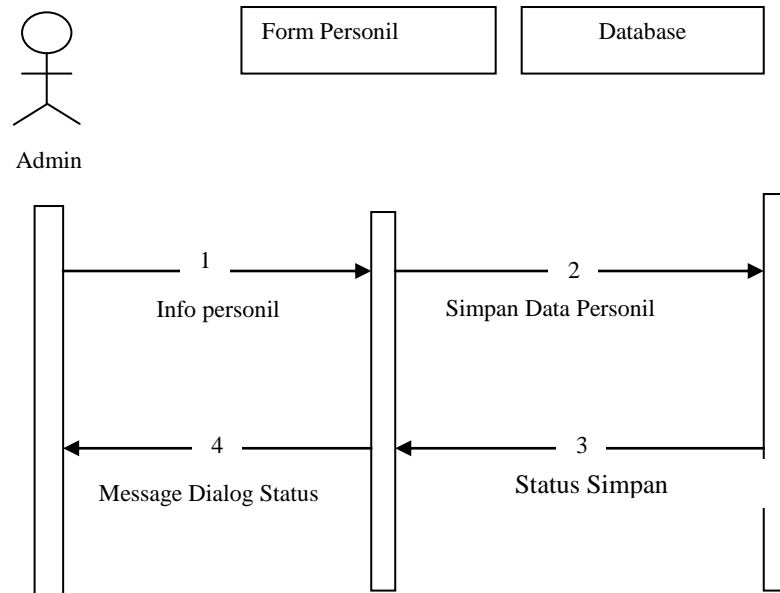 Form Personil
Database
Admin
1
2
Info personil
Simpan Data Personil
4
3
Message Dialog Status
Status Simpan